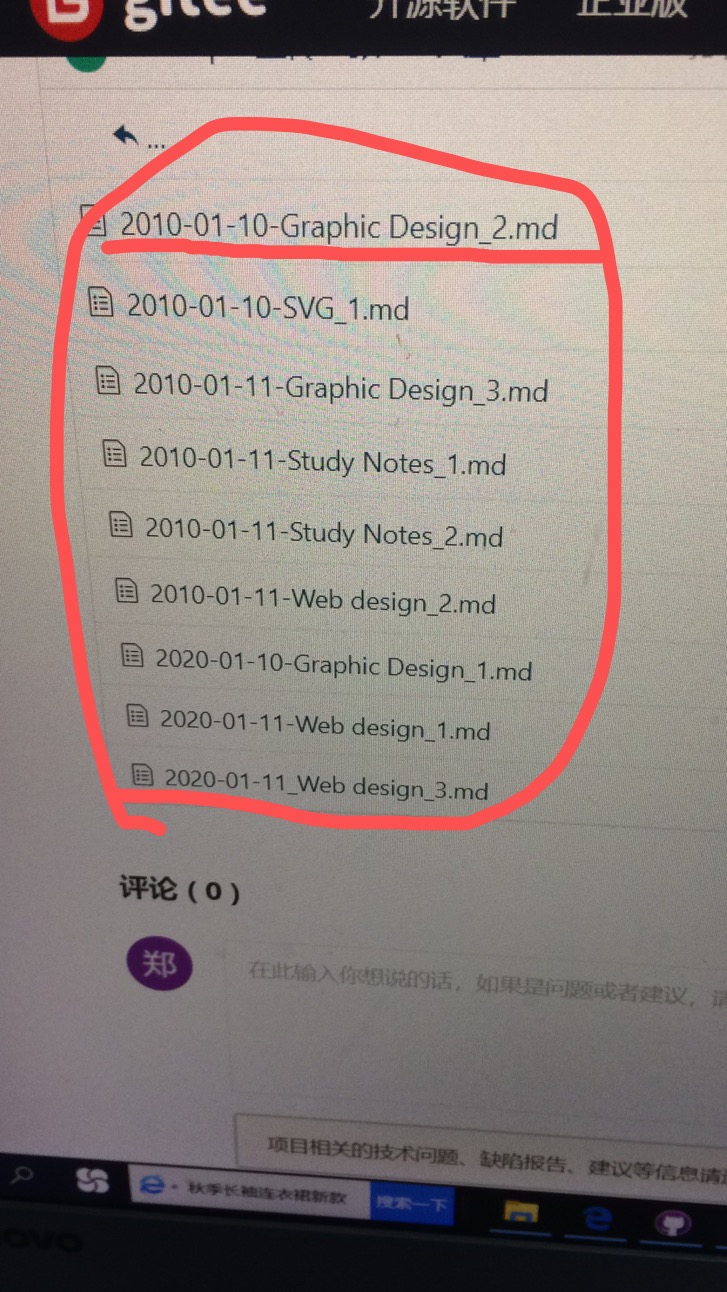 gitee 开源软件 企业版
...
2010-01-10-Graphic Design_2.md
2010-01-10-SVG_1.md
2010-01-11-Graphic Design_3.md
2010-01-11-Study Notes_1.md
2010-01-11-Study Notes_2.md
2010-01-11-Web design_2.md
2020-01-10-Graphic Design_1.md
2020-01-11-Web design_1.md
2020-01-11_Web design_3.md
评论 ( 0 )
郑
在此输入你想说的话，如果是问题或者建议，请
项目相关的技术问题、缺陷报告、建议等信息请
秋季长袖连衣裙新款 搜索一下